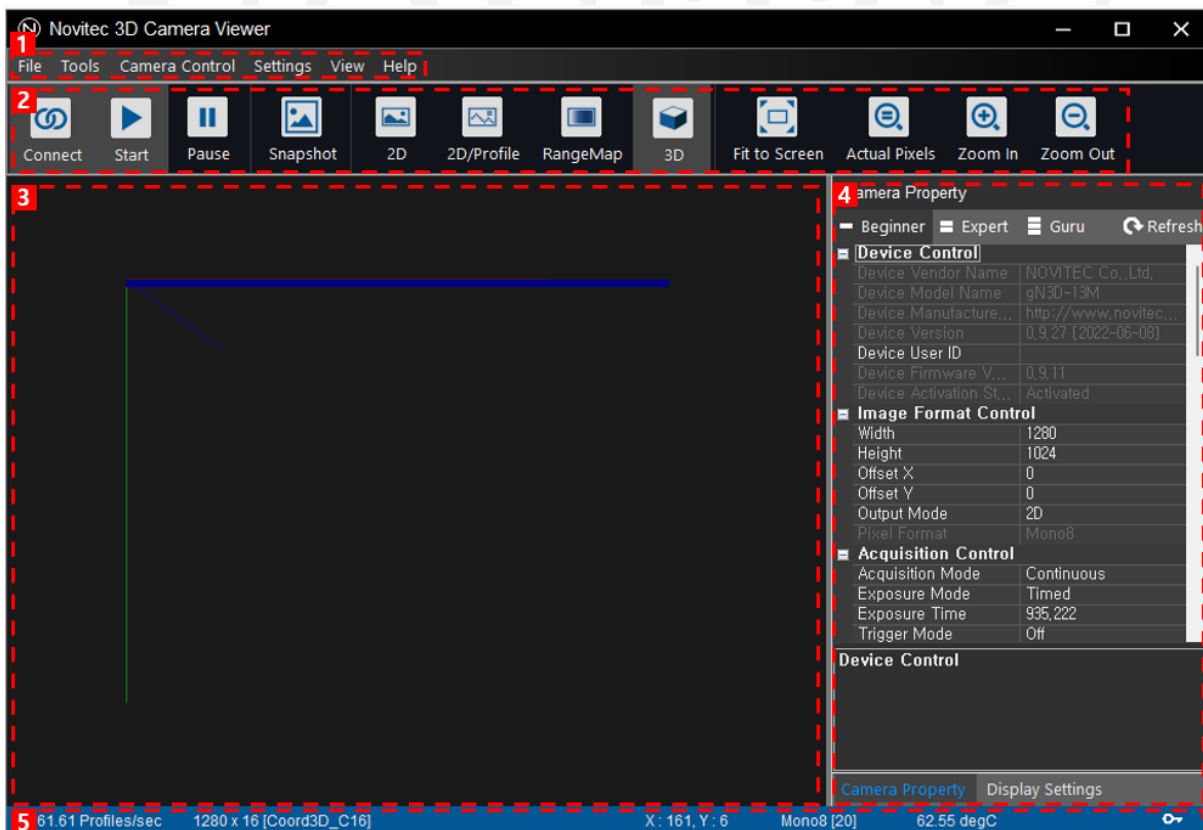 Novitec 3D Camera Viewer
1
File Tools Camera Control Settings View Help
2
Connect Start Pause Snapshot 2D 2D/Profile RangeMap 3D Fit to Screen Actual Pixels Zoom In Zoom Out
3
4
amera Property
Beginner Expert Guru Refresh
Device Control
Device Vendor Name NOVITEC Co.,Ltd.
Device Model Name gN3D-13M
Device Manufacture... http://www.novitec...
Device Version 0.9.27 [2022-06-08]
Device User ID
Device Firmware V... 0.9.11
Device Activation St... Activated
Image Format Control
Width 1280
Height 1024
Offset X 0
Offset Y 0
Output Mode 2D
Pixel Format Mono8
Acquisition Control
Acquisition Mode Continuous
Exposure Mode Timed
Exposure Time 935,222
Trigger Mode Off
Device Control
Camera Property Display Settings
5
61.61 Profiles/sec 1280 x 16 [Coord3D_C16] X : 161, Y : 6 Mono8 [20] 62.55 degC